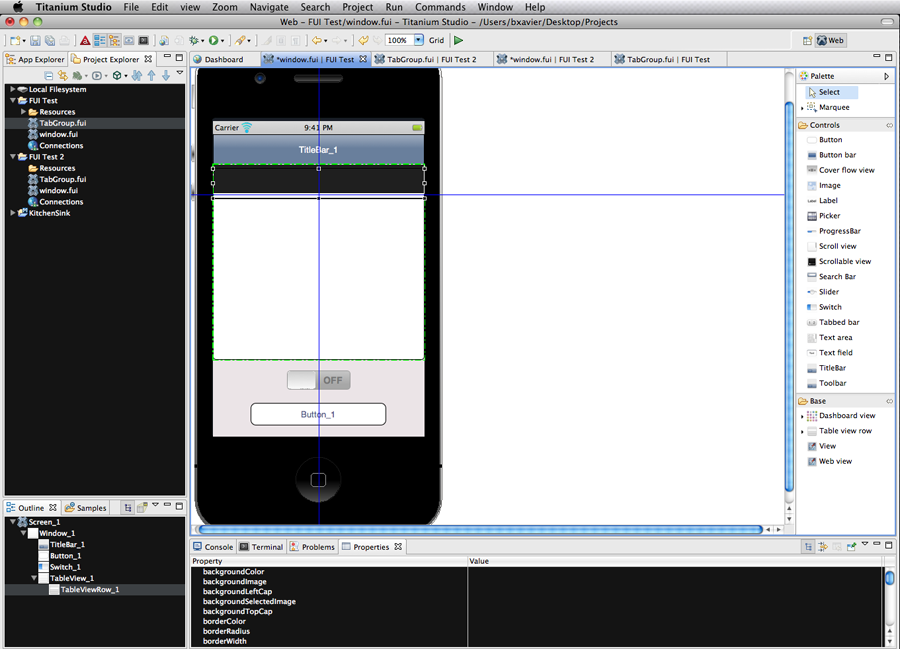 Titanium Studio File Edit view Zoom Navigate Search Project Run Commands Window Help
Web - FUI Test/window.fui - Titanium Studio - /Users/bxavier/Desktop/Projects
100% Grid Web
App Explorer Project Explorer
Local Filesystem
FUI Test
Resources
TabGroup.fui
window.fui
Connections
FUI Test 2
Resources
TabGroup.fui
window.fui
Connections
KitchenSink
Dashboard *window.fui | FUI Test TabGroup.fui | FUI Test 2 *window.fui | FUI Test 2 TabGroup.fui | FUI Test
Carrier 9:41 PM
TitleBar_1
OFF
Button_1
Palette
Select
Marquee
Controls
Button
Button bar
Cover flow view
Image
Label
Picker
ProgressBar
Scroll view
Scrollable view
Search Bar
Slider
Switch
Tabbed bar
Text area
Text field
TitleBar
Toolbar
Base
Dashboard view
Table view row
View
Web view
Outline Samples
Screen_1
Window_1
TitleBar_1
Button_1
Switch_1
TableView_1
TableViewRow_1
Console Terminal Problems Properties
Property Value
backgroundColor
backgroundImage
backgroundLeftCap
backgroundSelectedImage
backgroundTopCap
borderColor
borderRadius
borderWidth